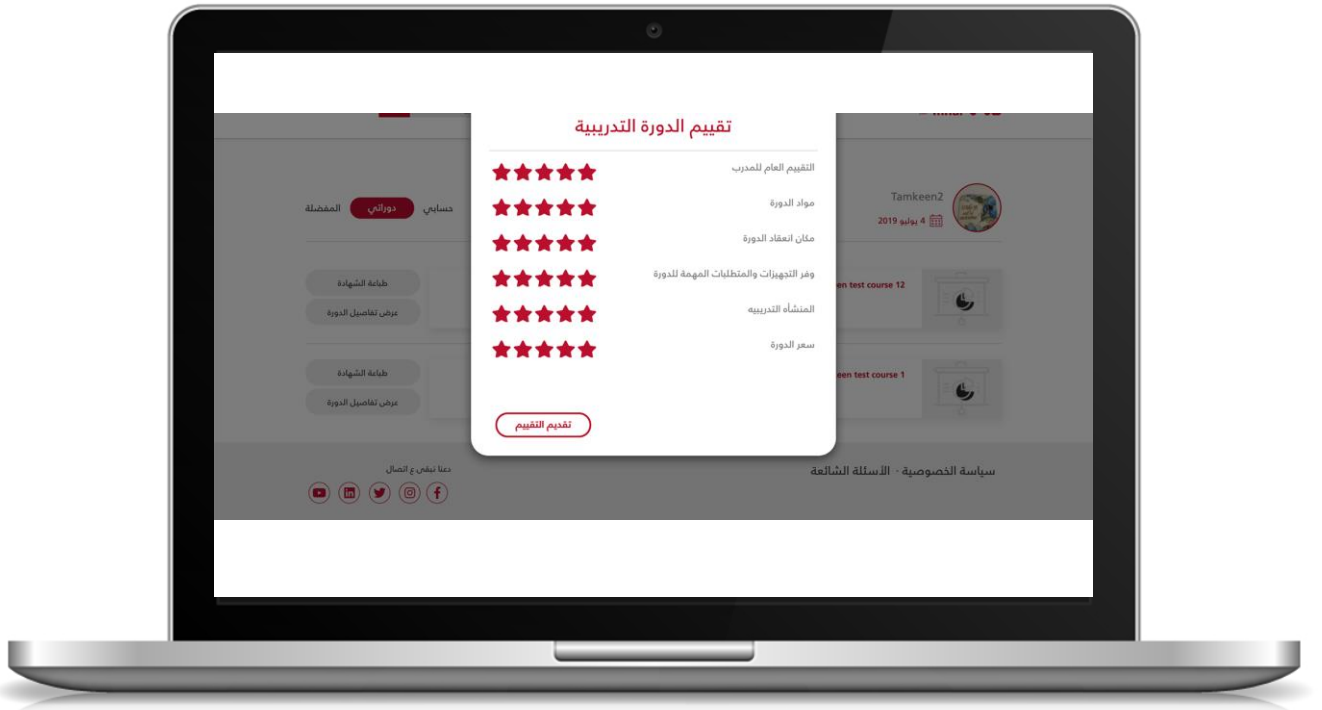 تقييم الدورة التدريبية
التقييم العام للمدرب
مواد الدورة
مكان انعقاد الدورة
وفر التجهيزات والمتطلبات المهمة للدورة
المنشأه التدريبيه
سعر الدورة
تقديم التقييم
Tamkeen2
4 يوليو 2019
حسابي
دوراتي
المفضلة
en test course 12
طباعة الشهادة
عرض تفاصيل الدورة
een test course 1
طباعة الشهادة
عرض تفاصيل الدورة
سياسة الخصوصية - الأسئلة الشائعة
دعنا نبقى ع اتصال